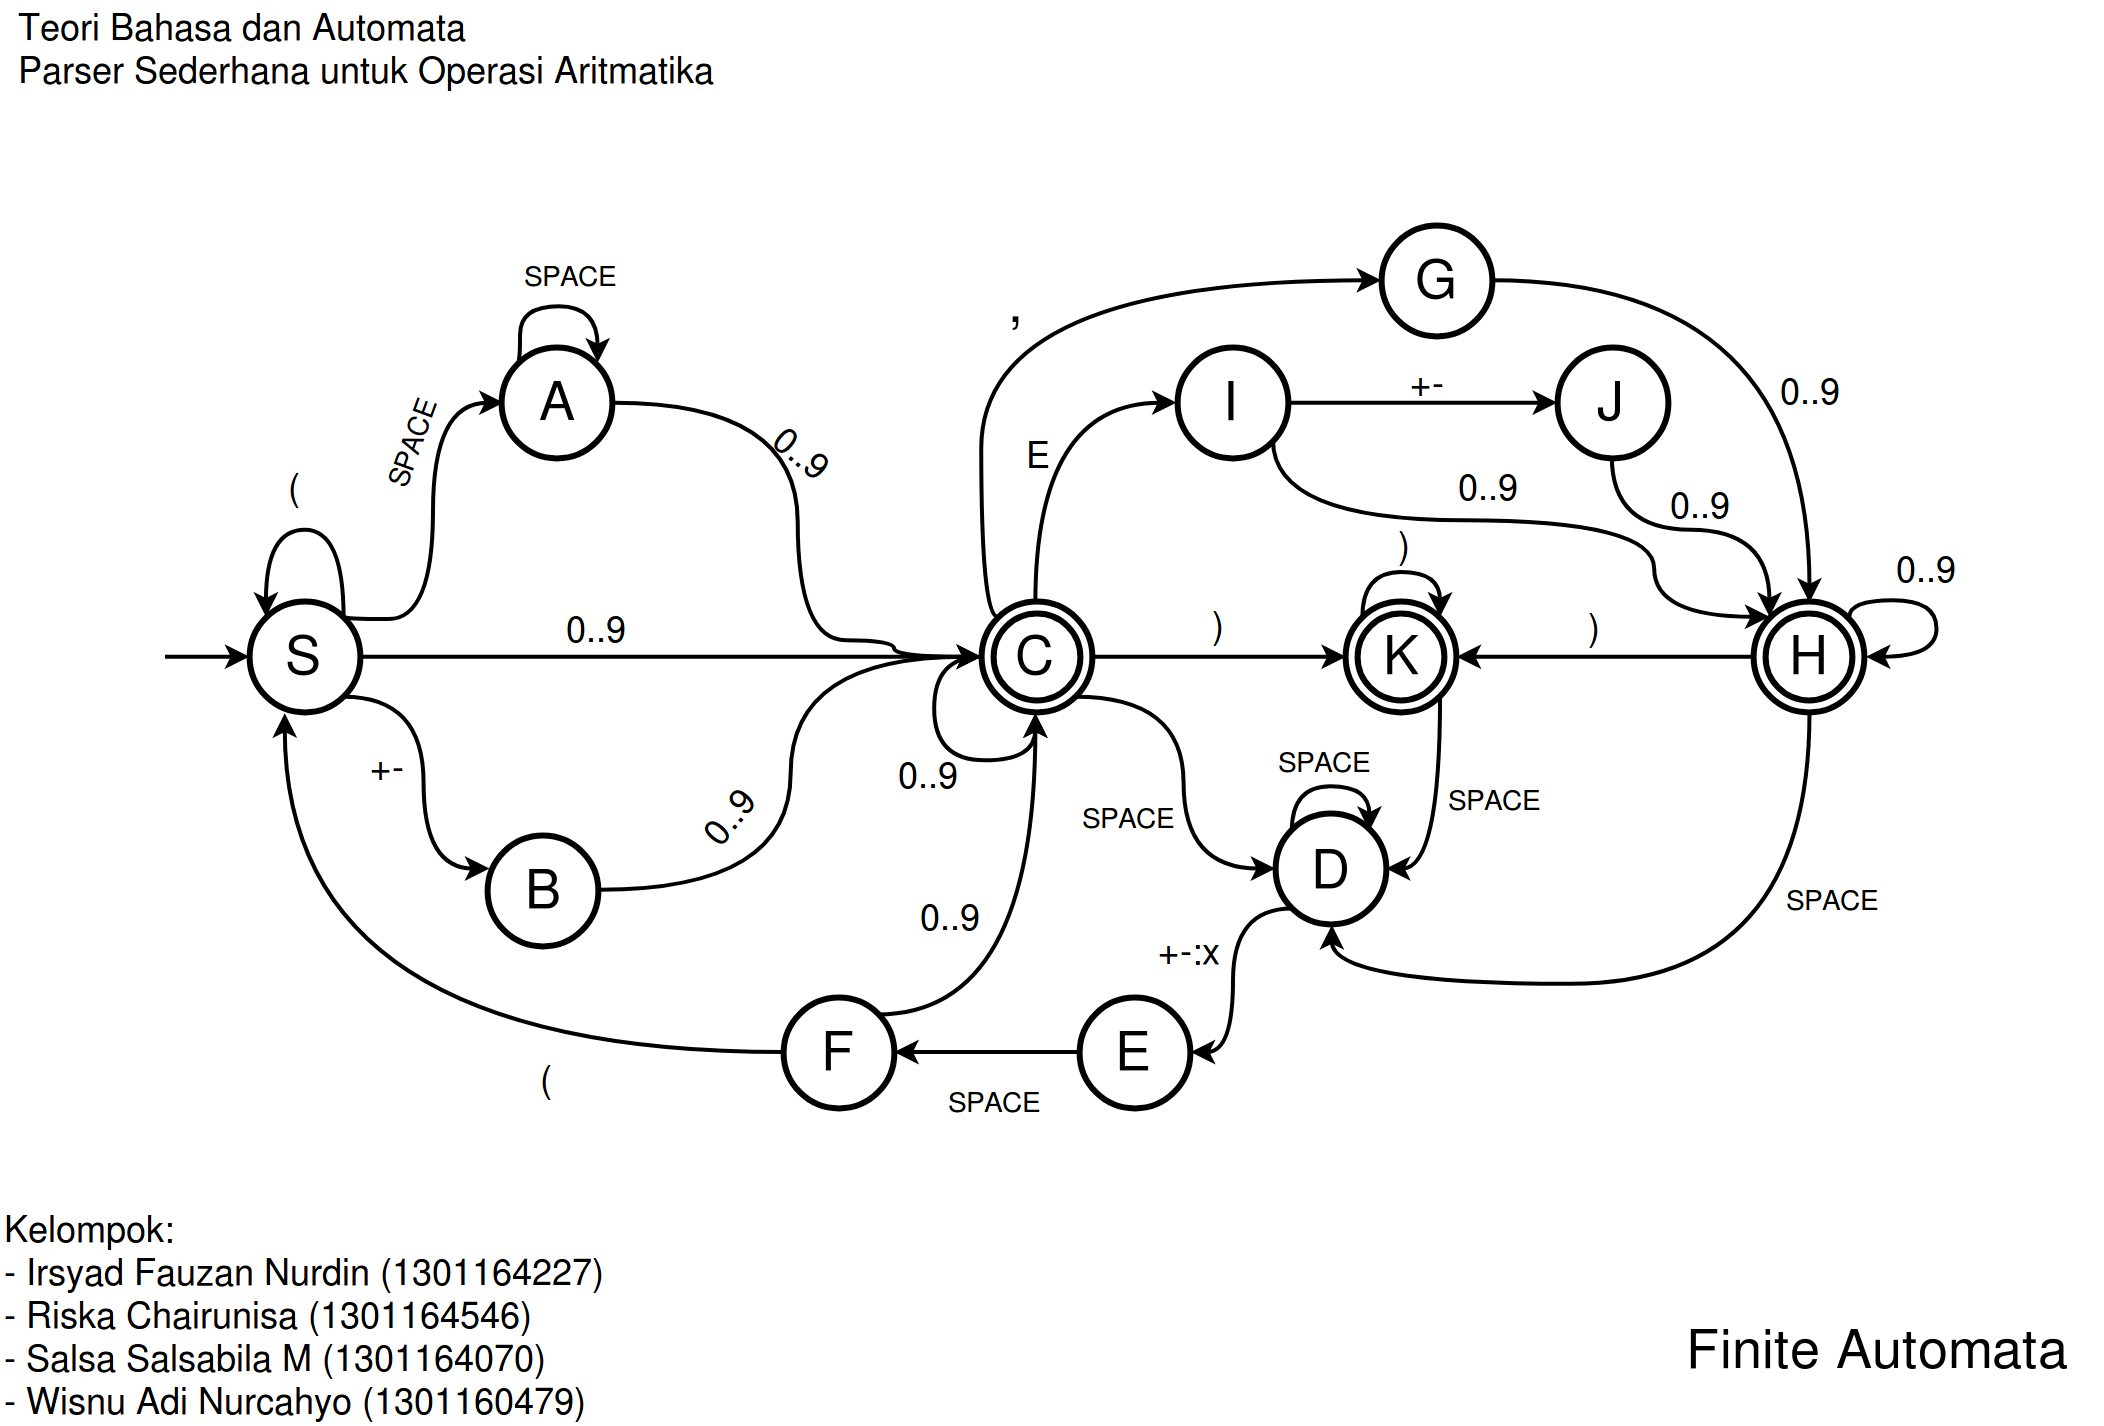 Teori Bahasa dan Automata
Parser Sederhana untuk Operasi Aritmatika
SPACE
G
,
SPACE
A
0..9
E
I
+-
J
0..9
(
0..9
0..9
)
0..9
S
0..9
C
)
K
)
H
+-
0..9
0..9
SPACE
SPACE
SPACE
B
D
SPACE
0..9
+-:x
F
E
(
SPACE
Kelompok:
- Irsyad Fauzan Nurdin (1301164227)
- Riska Chairunisa (1301164546)
- Salsa Salsabila M (1301164070)
- Wisnu Adi Nurcahyo (1301160479)
Finite Automata